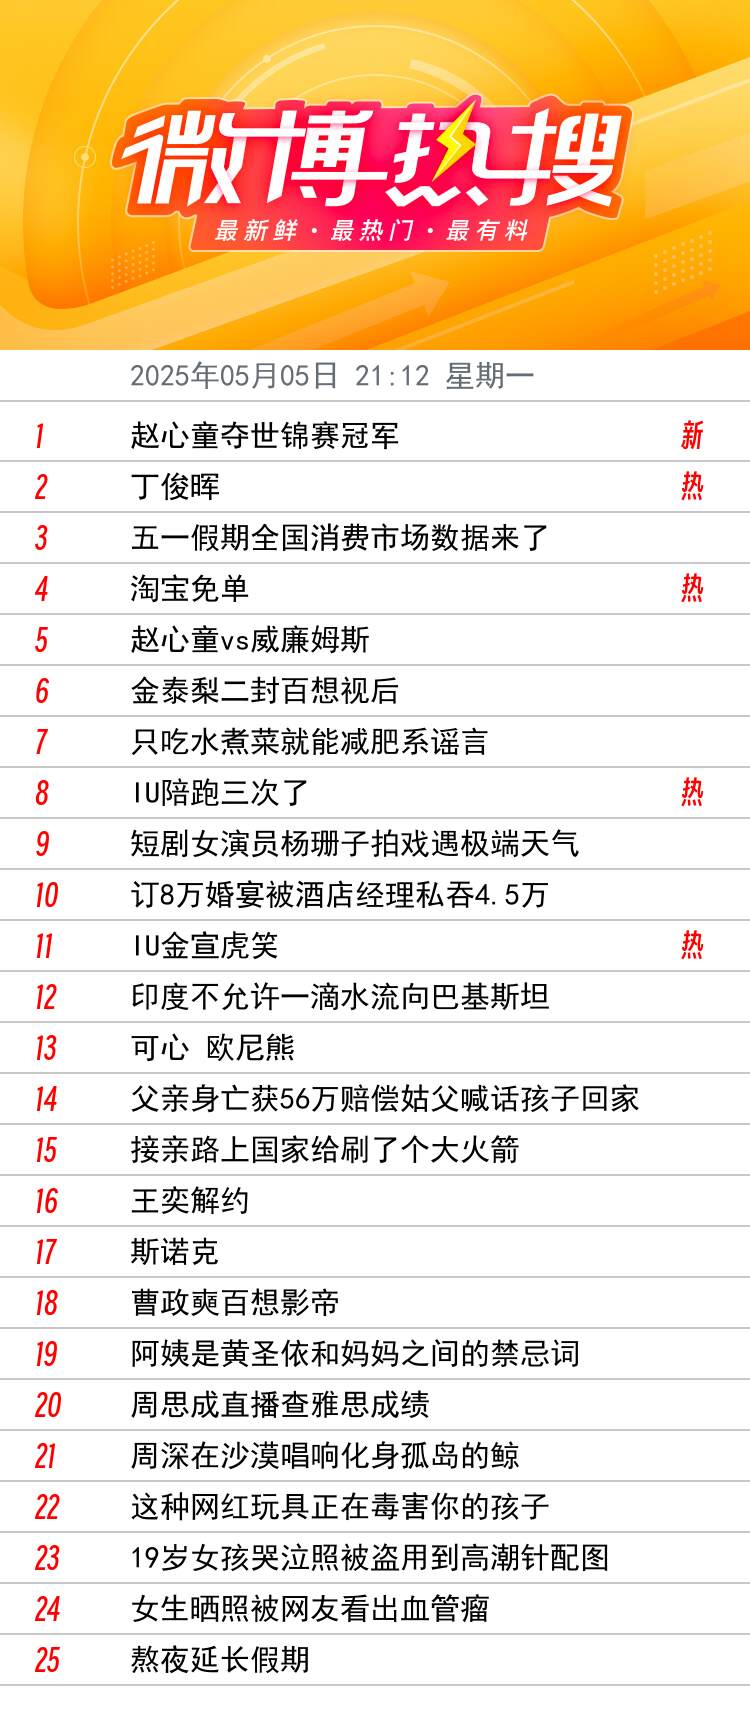 微博热搜
最新鲜·最热门·最有料
2025年05月05日 21:12 星期一
1 赵心童夺世锦赛冠军 新
2 丁俊晖 热
3 五一假期全国消费市场数据来了
4 淘宝免单 热
5 赵心童vs威廉姆斯
6 金泰梨二封百想视后
7 只吃水煮菜就能减肥系谣言
8 IU陪跑三次了 热
9 短剧女演员杨珊子拍戏遇极端天气
10 订8万婚宴被酒店经理私吞4.5万
11 IU金宣虎笑 热
12 印度不允许一滴水流向巴基斯坦
13 可心 欧尼熊
14 父亲身亡获56万赔偿姑父喊话孩子回家
15 接亲路上国家给刷了个大火箭
16 王奕解约
17 斯诺克
18 曹政奭百想影帝
19 阿姨是黄圣依和妈妈之间的禁忌词
20 周思成直播查雅思成绩
21 周深在沙漠唱响化身孤岛的鲸
22 这种网红玩具正在毒害你的孩子
23 19岁女孩哭泣照被盗用到高潮针配图
24 女生晒照被网友看出血管瘤
25 熬夜延长假期